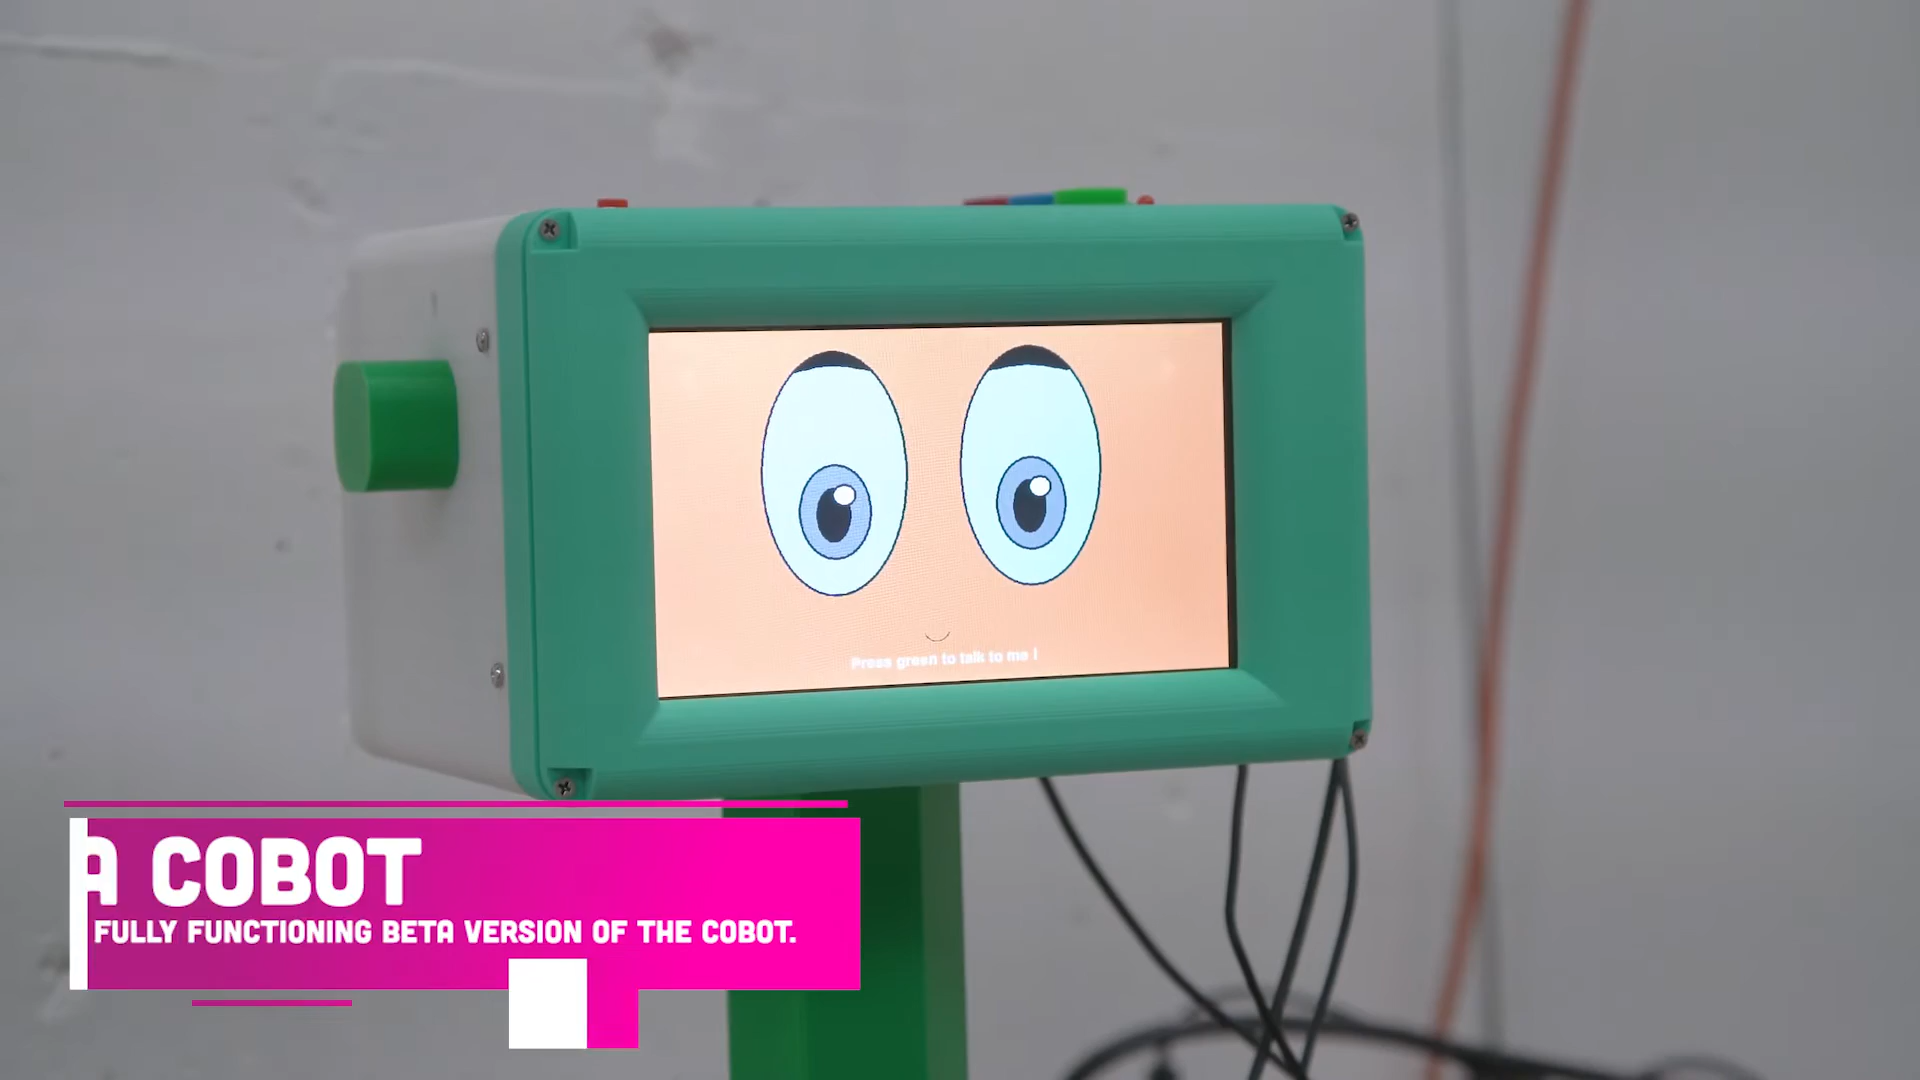 Press green to talk to me !
A COBOT
FULLY FUNCTIONING BETA VERSION OF THE COBOT.